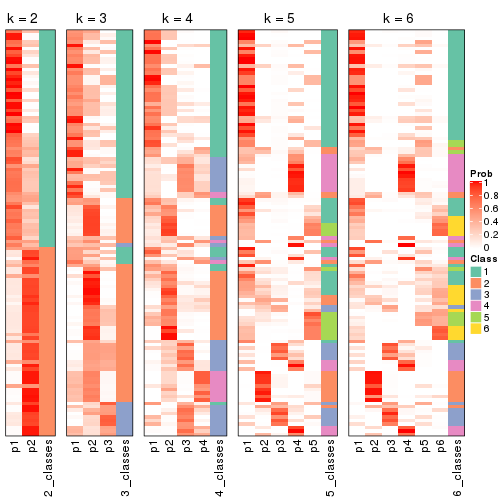 k = 2
k = 3
k = 4
k = 5
k = 6
Prob
1
0.8
0.6
0.4
0.2
0
Class
1
2
3
4
5
6
p1
p2
2_classes
p1
p2
p3
3_classes
p1
p2
p3
p4
4_classes
p1
p2
p3
p4
p5
5_classes
p1
p2
p3
p4
p5
p6
6_classes